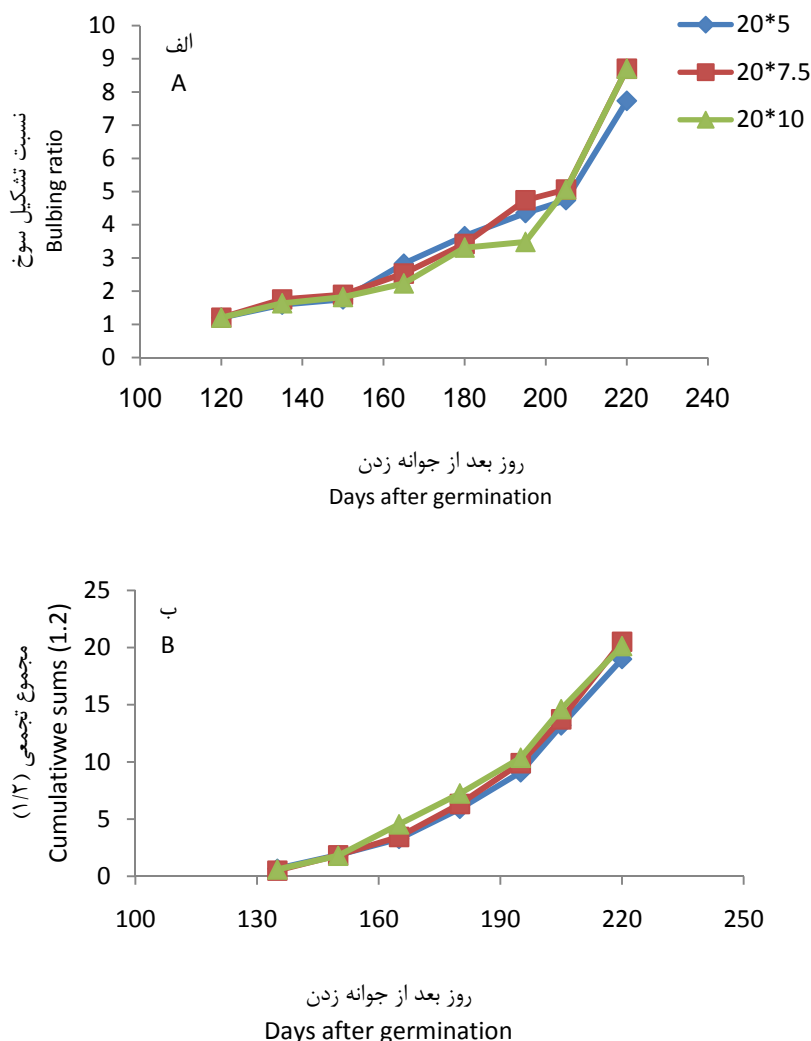 الف
A
20*5
20*7.5
20*10
نسبت تشکیل سوخ
Bulbing ratio
10
9
8
7
6
5
4
3
2
1
0
100 120 140 160 180 200 220 240
روز بعد از جوانه زدن
Days after germination
ب
B
مجموع تجمعی (۱/۲)
Cumulativwe sums (1.2)
25
20
15
10
5
0
100 130 160 190 220 250
روز بعد از جوانه زدن
Days after germination